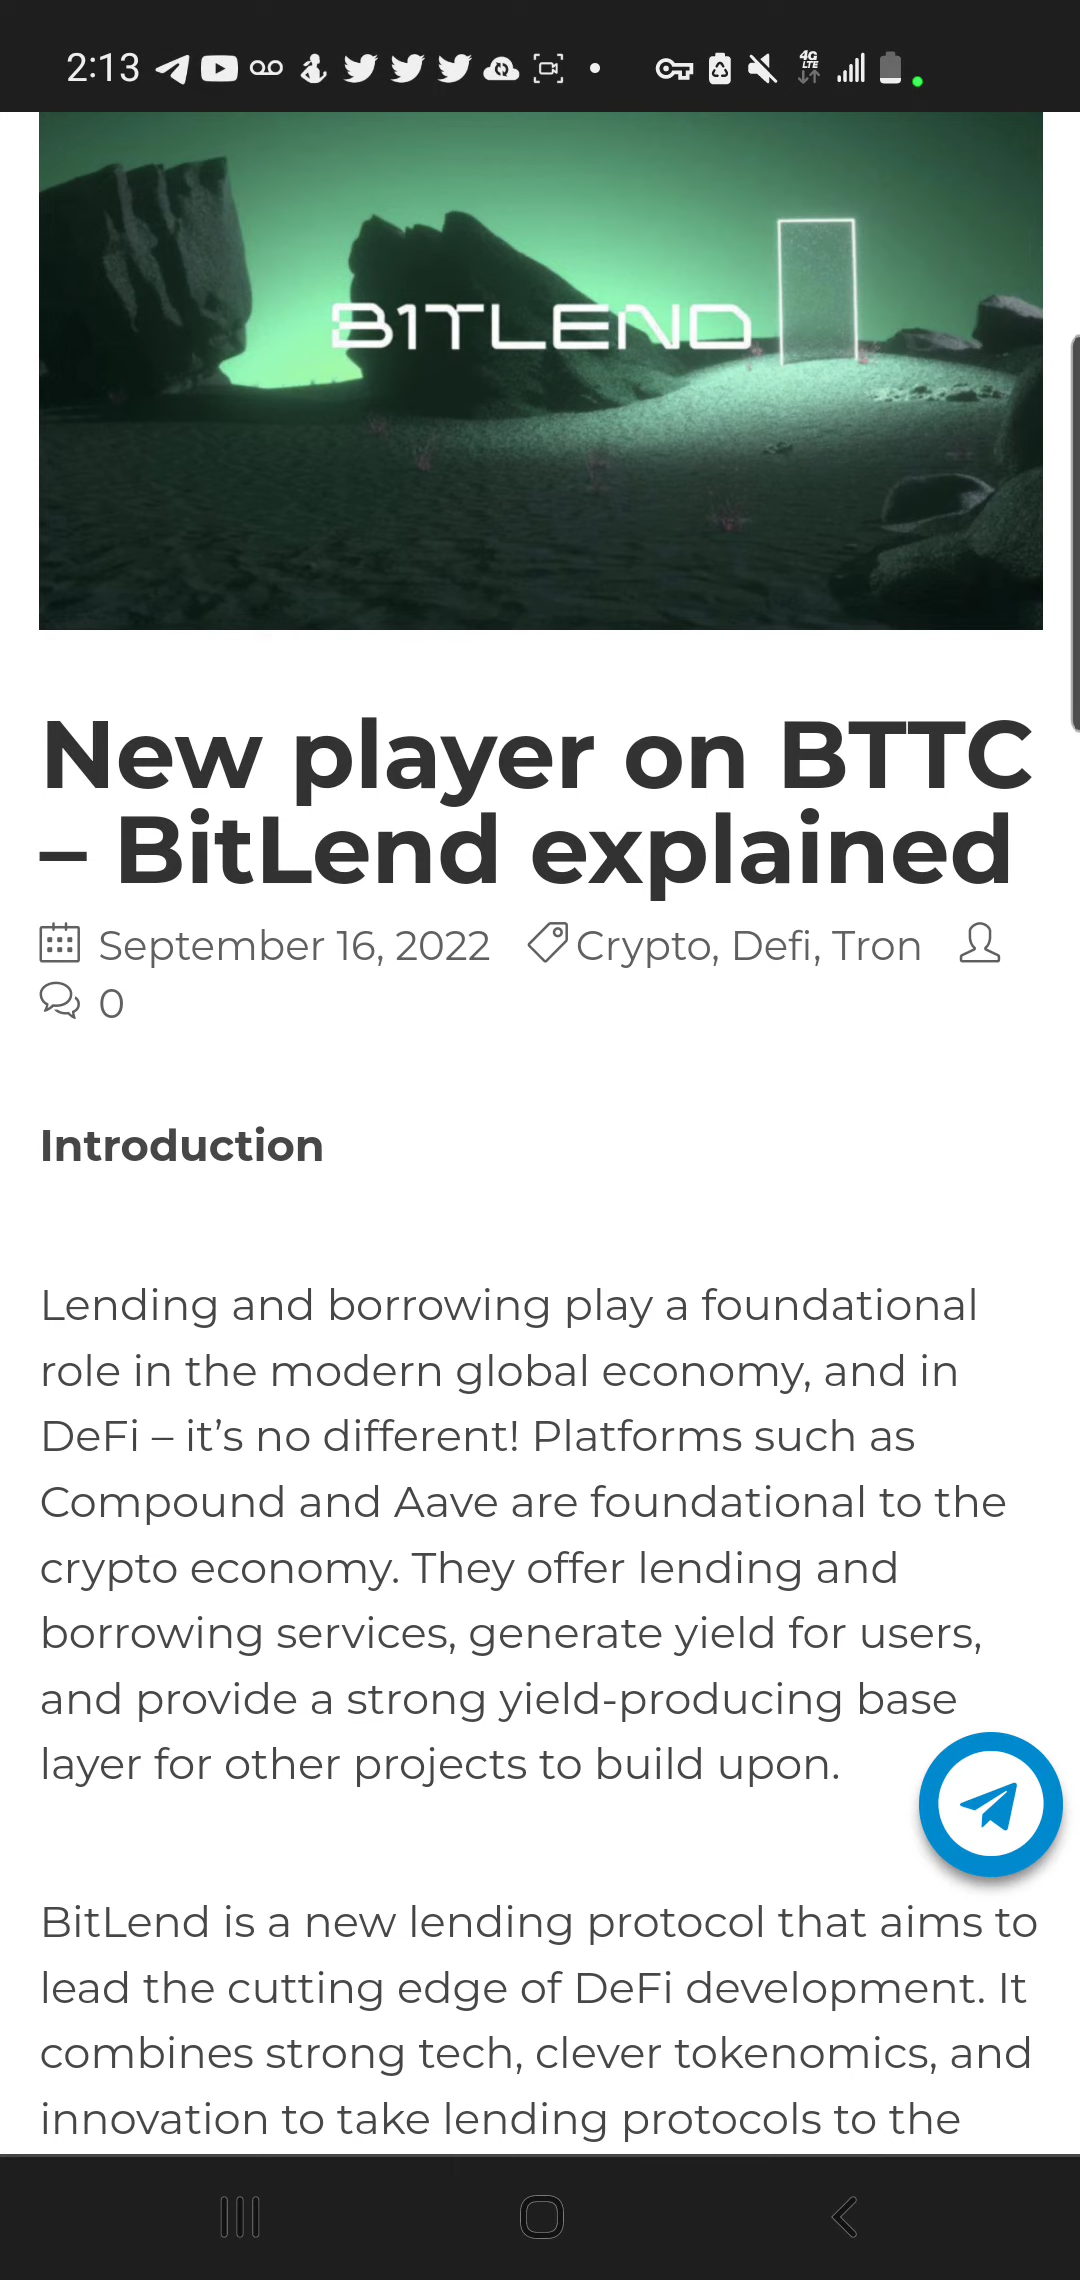 2:13
4G
LTE
B1TLEND
New player on BTTC
– BitLend explained
September 16, 2022 Crypto, Defi, Tron
0
Introduction
Lending and borrowing play a foundational
role in the modern global economy, and in
DeFi – it’s no different! Platforms such as
Compound and Aave are foundational to the
crypto economy. They offer lending and
borrowing services, generate yield for users,
and provide a strong yield-producing base
layer for other projects to build upon.
BitLend is a new lending protocol that aims to
lead the cutting edge of DeFi development. It
combines strong tech, clever tokenomics, and
innovation to take lending protocols to the